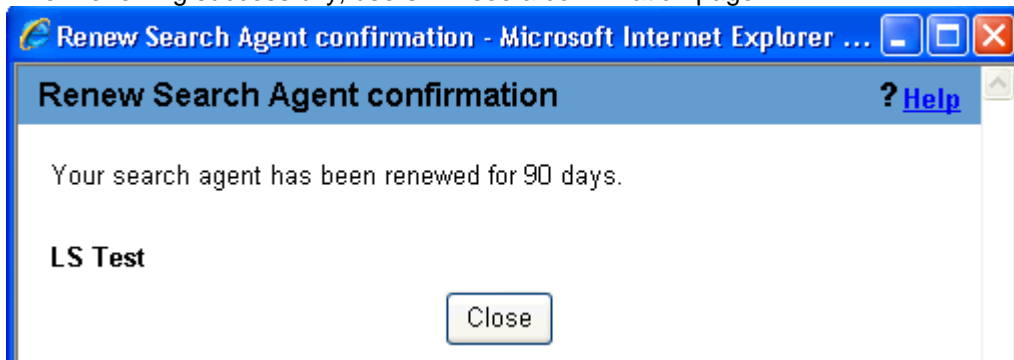 Renew Search Agent confirmation - Microsoft Internet Explorer ...
Renew Search Agent confirmation
? Help
Your search agent has been renewed for 90 days.
LS Test
Close